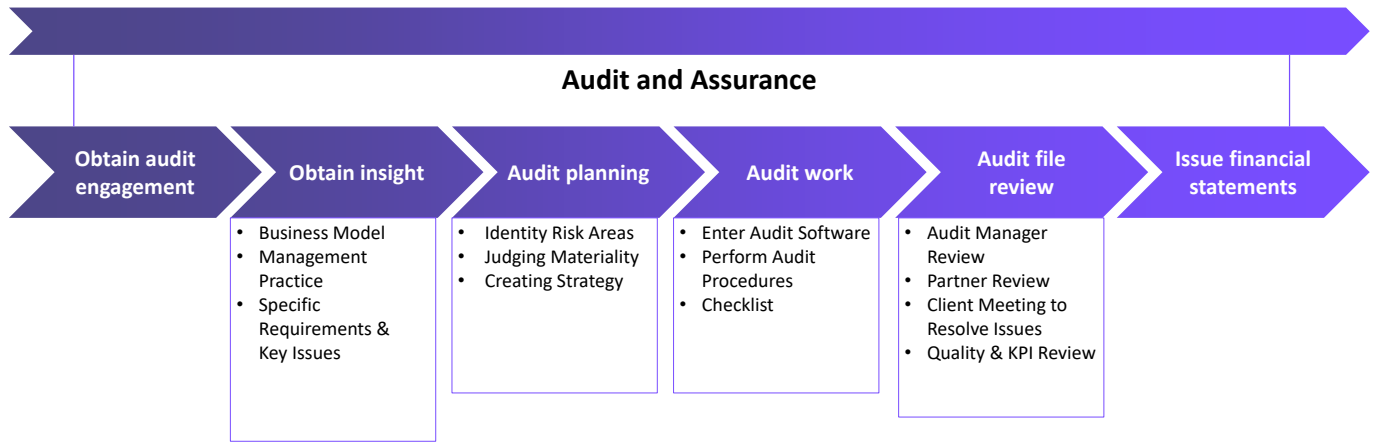 Audit and Assurance
Obtain audit
engagement
Obtain insight
Audit planning
Audit work
Audit file
review
Issue financial
statements
• Business Model
• Management
Practice
• Specific
Requirements &
Key Issues
• Identity Risk Areas
• Judging Materiality
• Creating Strategy
• Enter Audit Software
• Perform Audit
Procedures
• Checklist
• Audit Manager
Review
• Partner Review
• Client Meeting to
Resolve Issues
• Quality & KPI Review